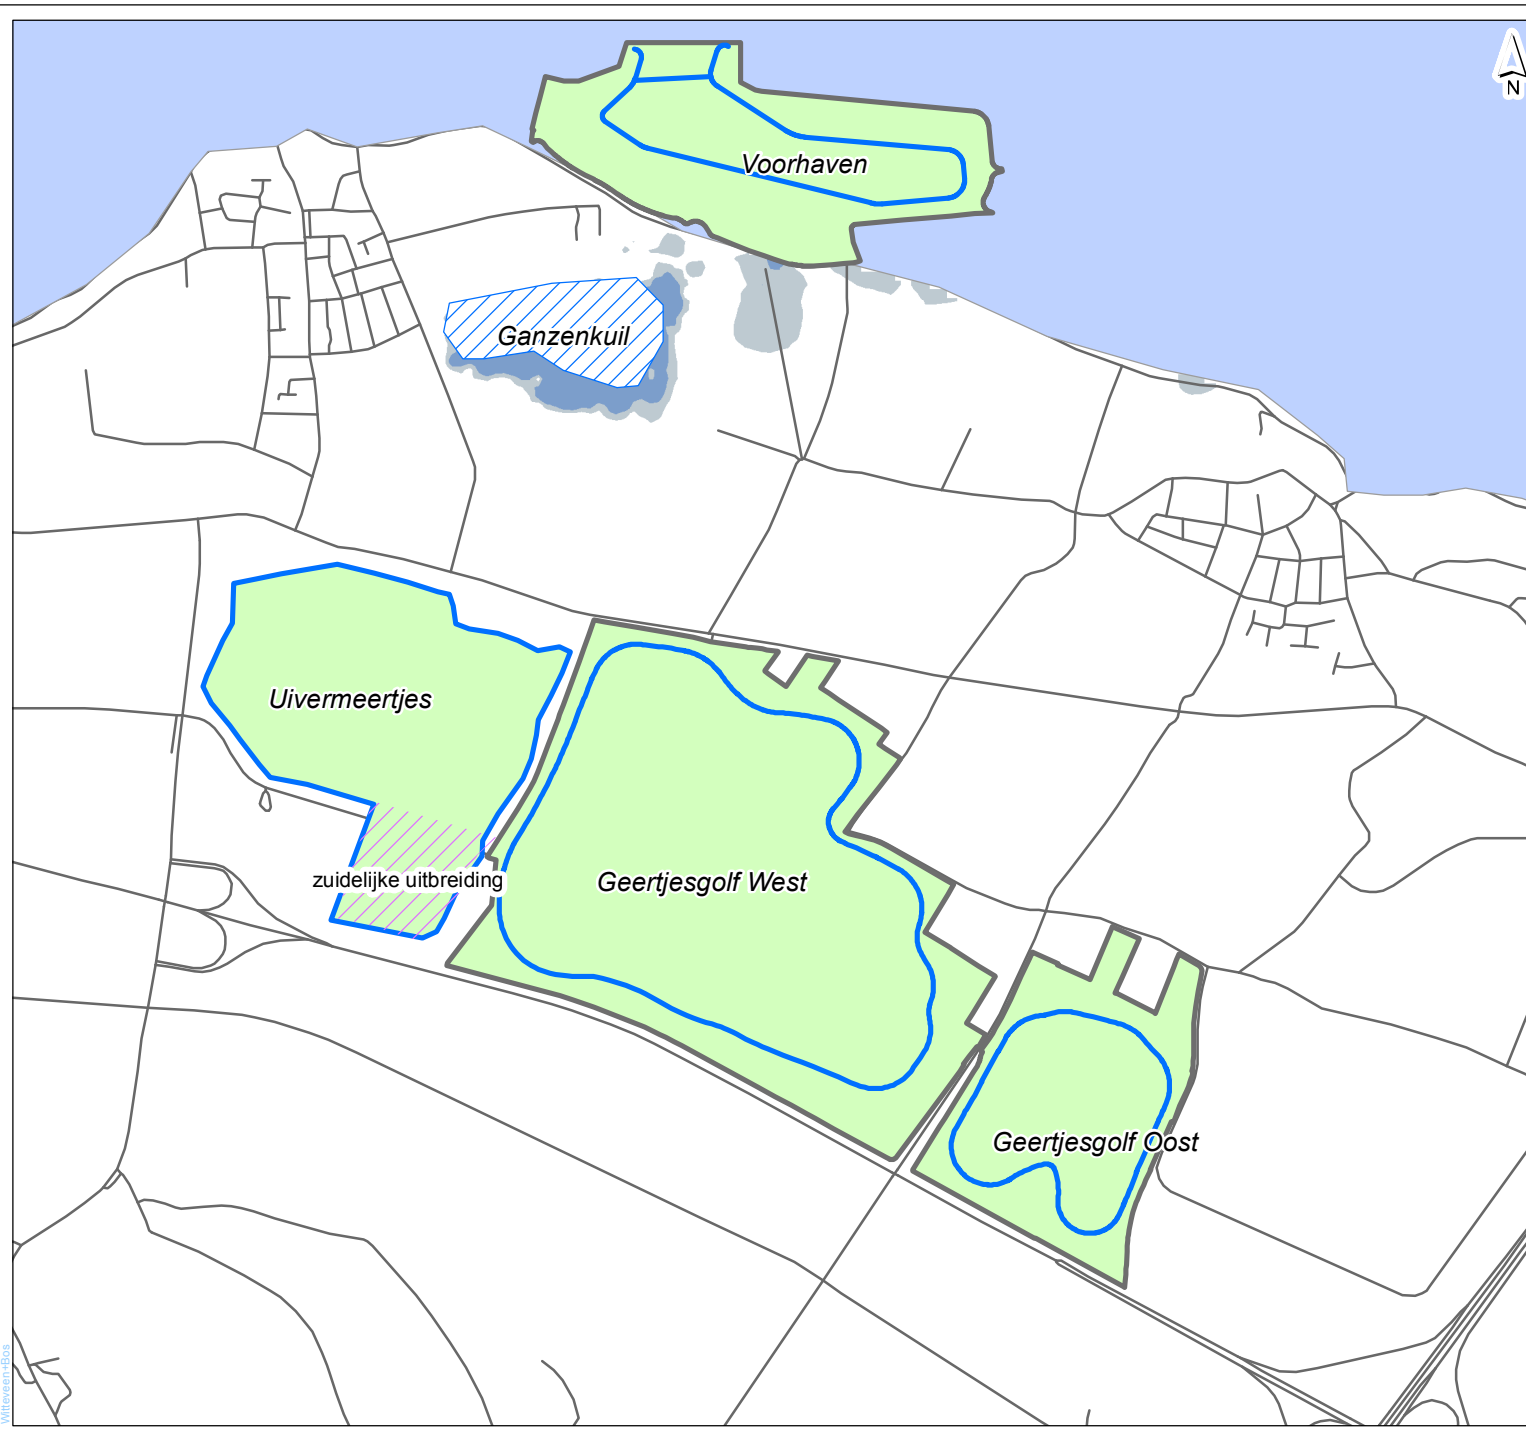 N
Voorhaven
Ganzenkuil
Uivermeertjes
zuidelijke uitbreiding
Geertjesgolf West
Geertjesgolf Oost
Witteveen+Bos